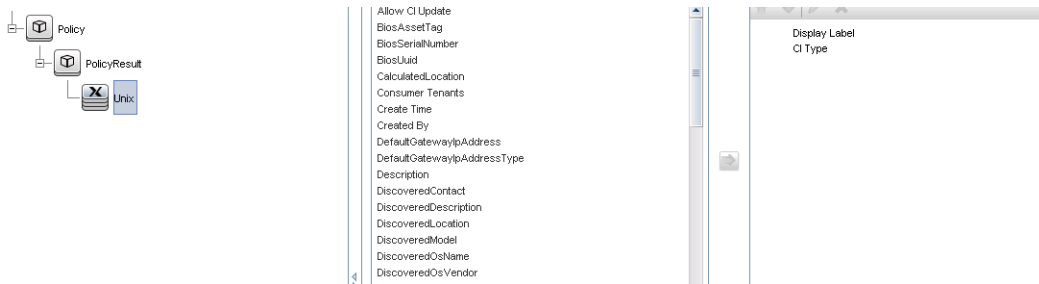 Policy
PolicyResult
Unix
Allow CI Update
BiosAssetTag
BiosSerialNumber
BiosUuid
CalculatedLocation
Consumer Tenants
Create Time
Created By
DefaultGatewayIpAddress
DefaultGatewayIpAddressType
Description
DiscoveredContact
DiscoveredDescription
DiscoveredLocation
DiscoveredModel
DiscoveredOsName
DiscoveredOsVendor
Display Label
CI Type